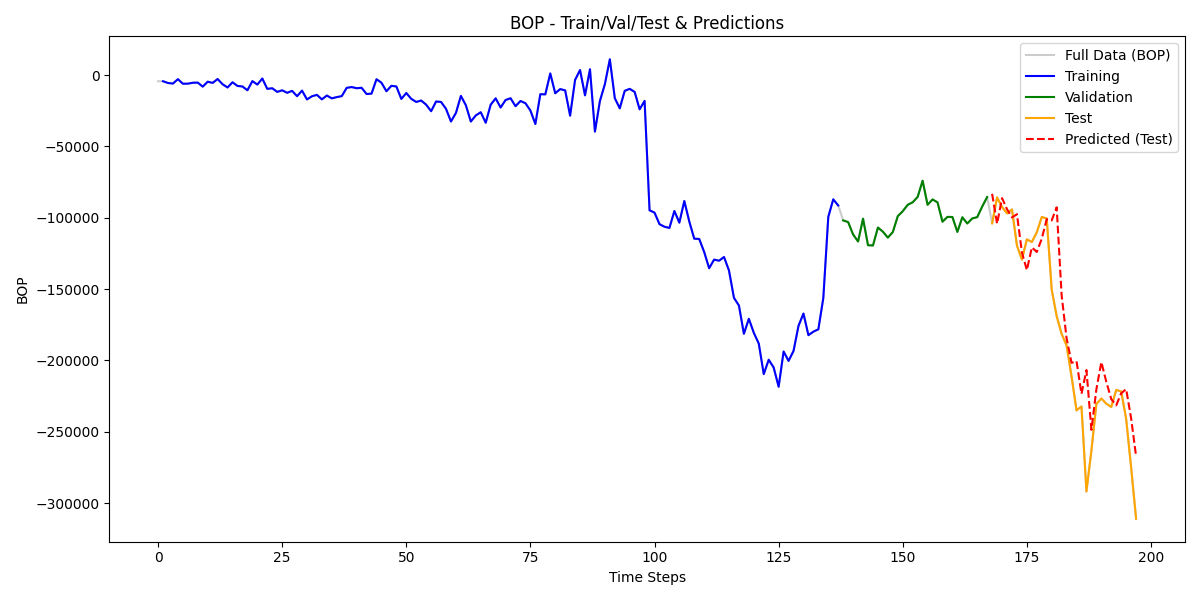 BOP - Train/Val/Test & Predictions
Full Data (BOP)
Training
Validation
Test
Predicted (Test)
BOP
0
−50000
−100000
−150000
−200000
−250000
−300000
0 25 50 75 100 125 150 175 200
Time Steps